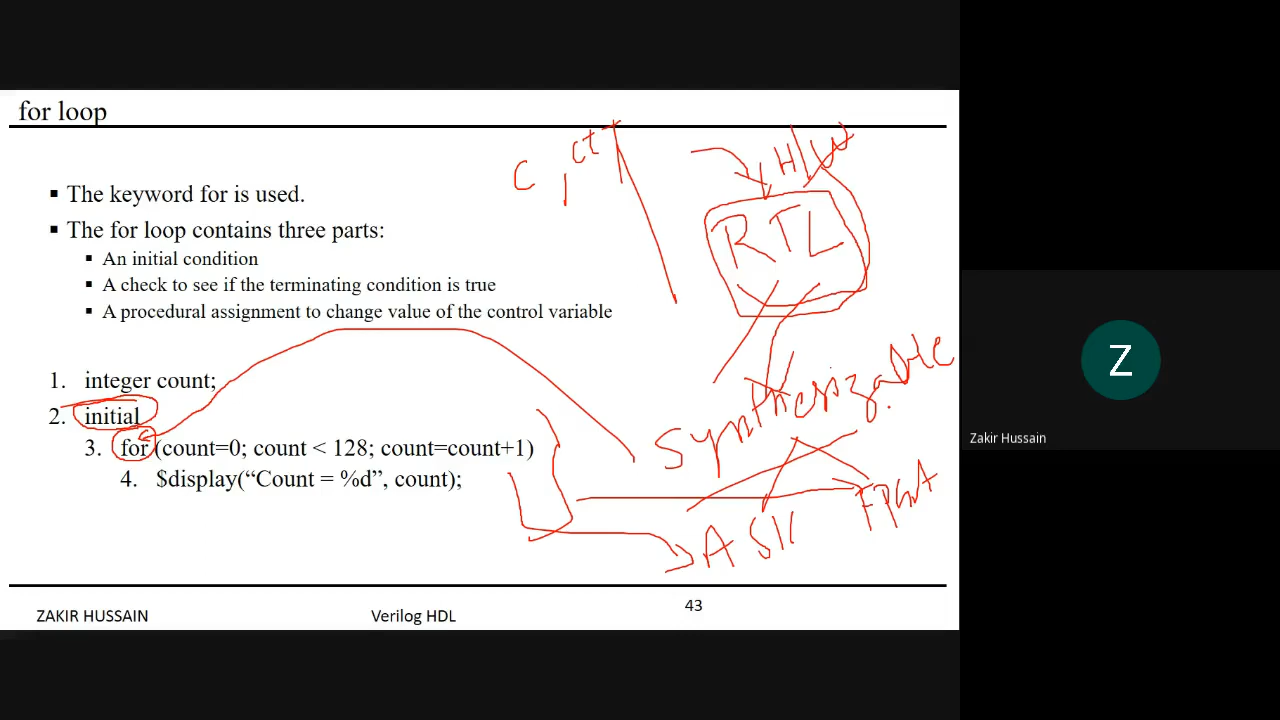 for loop
▪ The keyword for is used.
▪ The for loop contains three parts:
▪ An initial condition
▪ A check to see if the terminating condition is true
▪ A procedural assignment to change value of the control variable
1. integer count;
2. initial
3. for (count=0; count < 128; count=count+1)
4. $display(“Count = %d”, count);
C, C++
H/W
RTL
Synthesizable
ASIC
FPGA
ZAKIR HUSSAIN
Verilog HDL
43
Z
Zakir Hussain